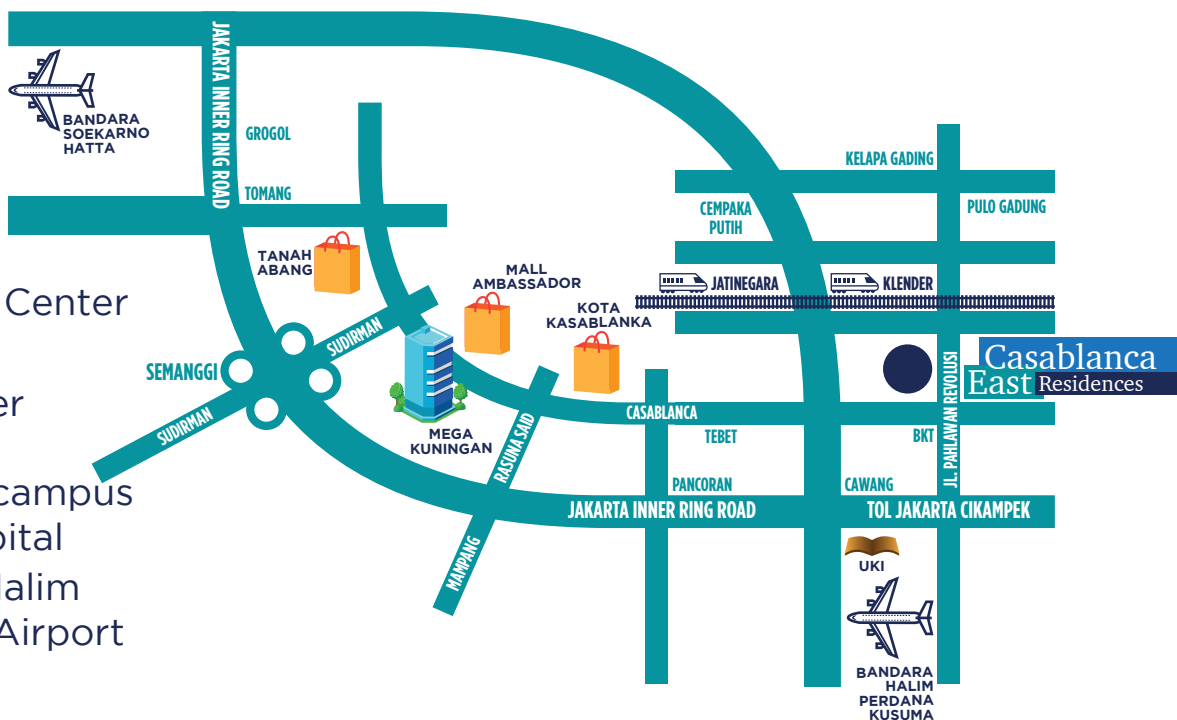 JAKARTA INNER RING ROAD
BANDARA
SOEKARNO
HATTA
GROGOL
TOMANG
KELAPA GADING
CEMPAKA
PUTIH
PULO GADUNG
TANAH
ABANG
MALL
AMBASSADOR
KOTA
KASABLANKA
JATINEGARA
KLENDER
Center
SUDIRMAN
SEMANGGI
SUDIRMAN
Casablanca
East Residences
JL. PAHLAWAN REVOLUSI
er
MEGA
KUNINGAN
RASUNA SAID
CASABLANCA
TEBET
BKT
campus
PANCORAN
CAWANG
JAKARTA INNER RING ROAD
TOL JAKARTA CIKAMPEK
pital
MAMPANG
UKI
Halim
Airport
BANDARA
HALIM
PERDANA
KUSUMA